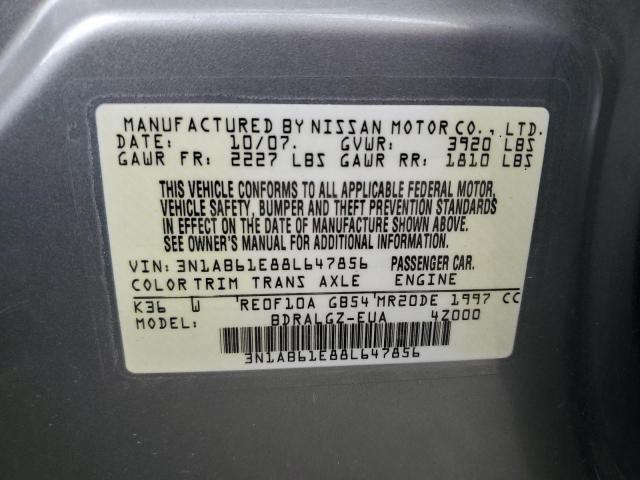 MANUFACTURED BY NISSAN MOTOR CO., LTD.
DATE: 10/07. GVWR: 3920 LBS
GAWR FR: 2227 LBS GAWR RR: 1810 LBS
THIS VEHICLE CONFORMS TO ALL APPLICABLE FEDERAL MOTOR,
VEHICLE SAFETY, BUMPER AND THEFT PREVENTION STANDARDS
IN EFFECT ON THE DATE OF MANUFACTURE SHOWN ABOVE.
SEE OWNER'S MANUAL FOR ADDITIONAL INFORMATION.
VIN: 3N1AB61E88L647856 PASSENGER CAR.
COLOR TRIM TRANS AXLE ENGINE
K36 W RE0F10A GB54 MR20DE 1997 CC
MODEL: BDRALGZ-EUA 4Z000
3N1AB61E88L647856